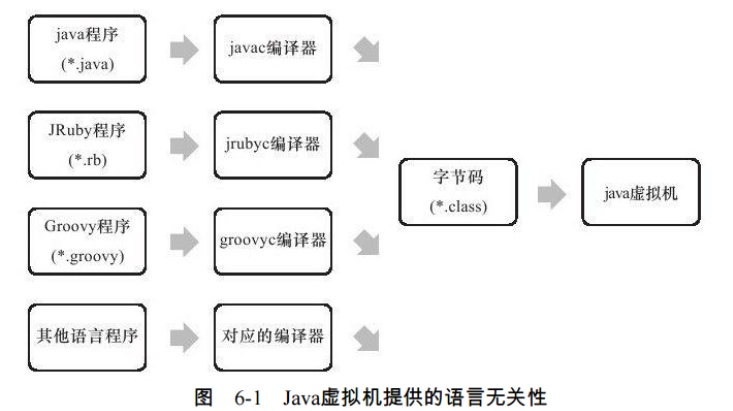 java程序
(*.java)
javac编译器
JRuby程序
(*.rb)
jrubyc编译器
字节码
(*.class)
java虚拟机
Groovy程序
(*.groovy)
groovyc编译器
其他语言程序
对应的编译器
图 6-1 Java虚拟机提供的语言无关性